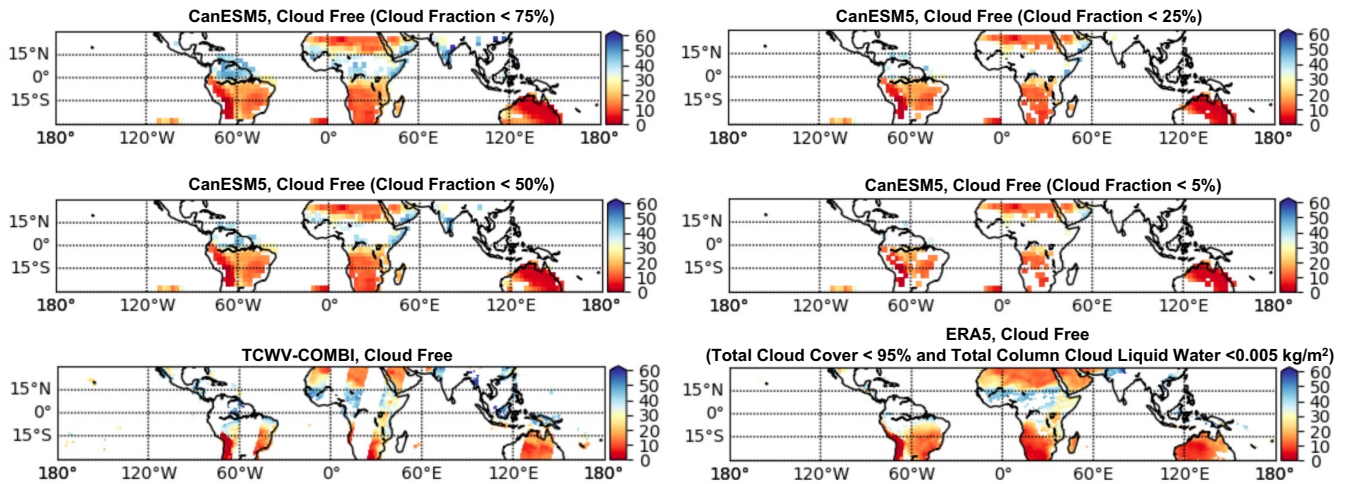 CanESM5, Cloud Free (Cloud Fraction < 75%)
15°N
0°
15°S
180°
120°W
60°W
0°
60°E
120°E
180°
60
50
40
30
20
10
0
CanESM5, Cloud Free (Cloud Fraction < 25%)
15°N
0°
15°S
180°
120°W
60°W
0°
60°E
120°E
180°
60
50
40
30
20
10
0
CanESM5, Cloud Free (Cloud Fraction < 50%)
15°N
0°
15°S
180°
120°W
60°W
0°
60°E
120°E
180°
60
50
40
30
20
10
0
CanESM5, Cloud Free (Cloud Fraction < 5%)
15°N
0°
15°S
180°
120°W
60°W
0°
60°E
120°E
180°
60
50
40
30
20
10
0
TCWV-COMBI, Cloud Free
15°N
0°
15°S
180°
120°W
60°W
0°
60°E
120°E
180°
60
50
40
30
20
10
0
ERA5, Cloud Free
(Total Cloud Cover < 95% and Total Column Cloud Liquid Water <0.005 kg/m²)
15°N
0°
15°S
180°
120°W
60°W
0°
60°E
120°E
180°
60
50
40
30
20
10
0